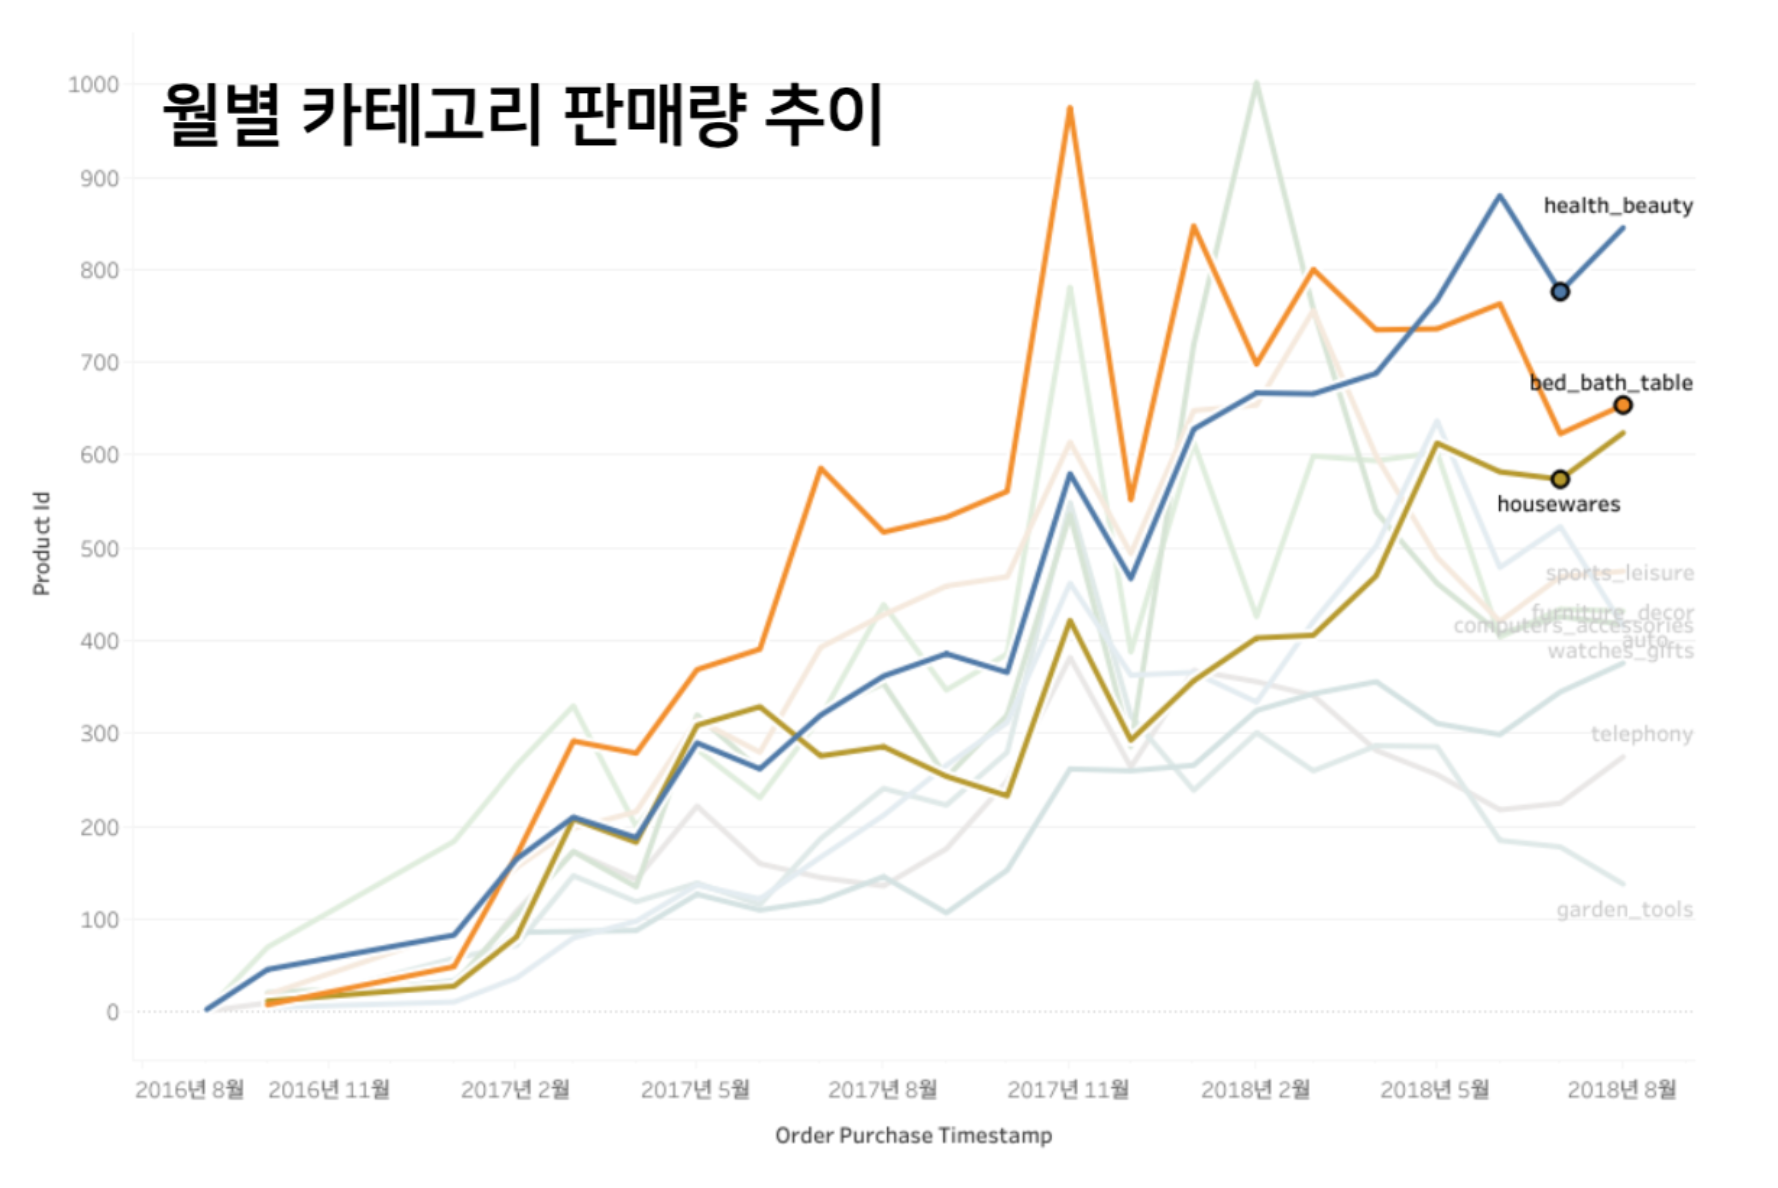 월별 카테고리 판매량 추이
1000
900
800
700
600
500
400
300
200
100
0
Product Id
health_beauty
bed_bath_table
housewares
sports_leisure
furniture_decor
computers_accessories
auto
watches_gifts
telephony
garden_tools
2016년 8월 2016년 11월 2017년 2월 2017년 5월 2017년 8월 2017년 11월 2018년 2월 2018년 5월 2018년 8월
Order Purchase Timestamp